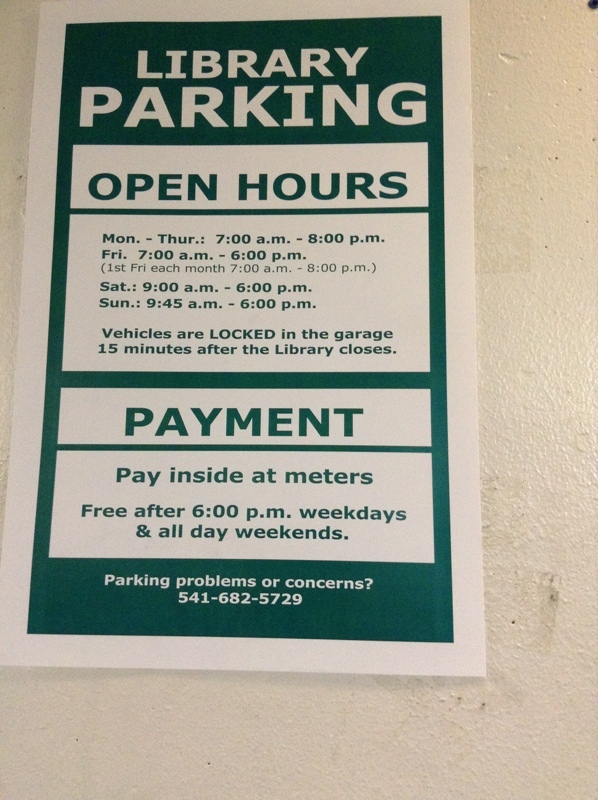 LIBRARY
PARKING
OPEN HOURS
Mon. - Thur.: 7:00 a.m. - 8:00 p.m.
Fri. 7:00 a.m. - 6:00 p.m.
(1st Fri each month 7:00 a.m. - 8:00 p.m.)
Sat.: 9:00 a.m. - 6:00 p.m.
Sun.: 9:45 a.m. - 6:00 p.m.
Vehicles are LOCKED in the garage
15 minutes after the Library closes.
PAYMENT
Pay inside at meters
Free after 6:00 p.m. weekdays
& all day weekends.
Parking problems or concerns?
541-682-5729